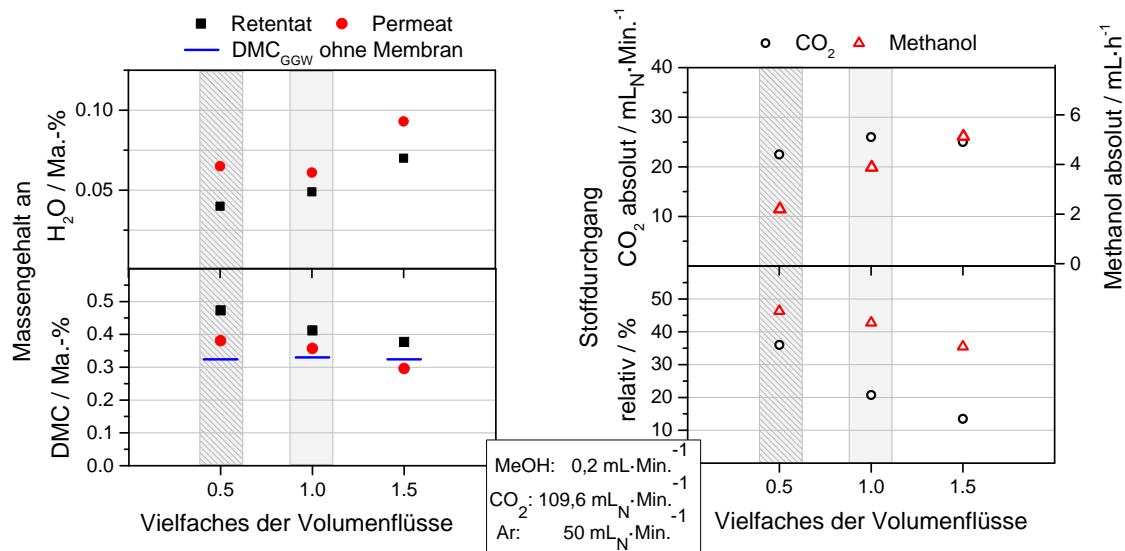 Retentat Permeat
DMC_GGW ohne Membran
Massengehalt an
H₂O / Ma.-%
0.10
0.05
DMC / Ma.-%
0.5
0.4
0.3
0.2
0.1
0.0
0.5 1.0 1.5
Vielfaches der Volumenflüsse
MeOH: 0,2 mL·Min.⁻¹
CO₂: 109,6 mL_N·Min.⁻¹
Ar: 50 mL_N·Min.⁻¹
CO₂ Methanol
Stoffdurchgang
CO₂ absolut / mL_N·Min.⁻¹
40
30
20
10
Methanol absolut / mL·h⁻¹
6
4
2
0
relativ / %
50
40
30
20
10
0.5 1.0 1.5
Vielfaches der Volumenflüsse